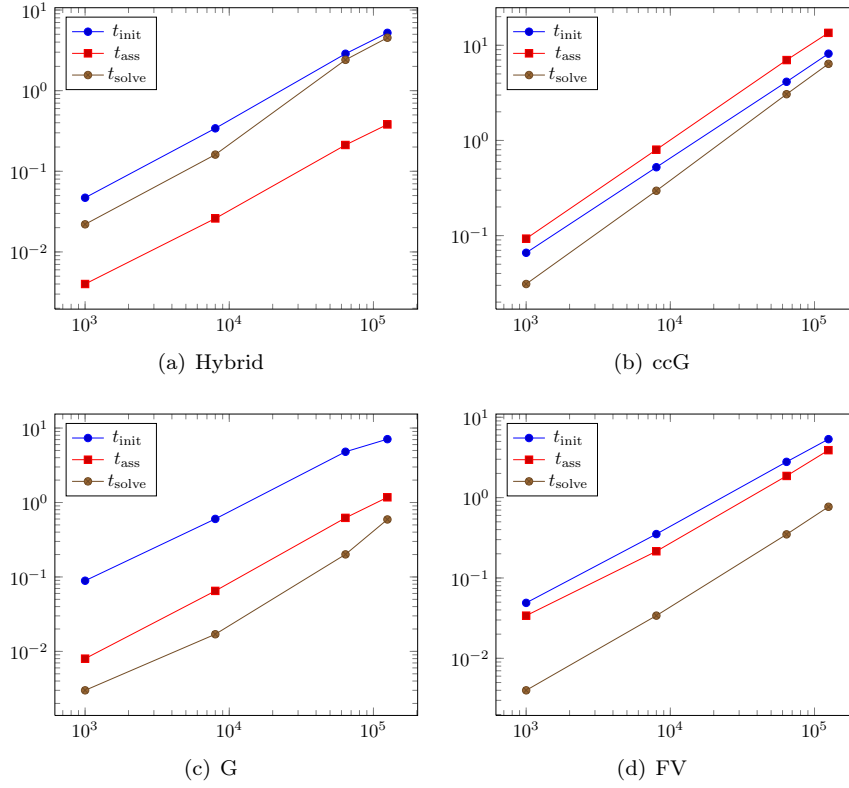 10^1
t_init
t_ass
t_solve
10^0
10^−1
10^−2
10^3 10^4 10^5
(a) Hybrid
10^1
t_init
t_ass
t_solve
10^0
10^−1
10^3 10^4 10^5
(b) ccG
10^1
t_init
t_ass
t_solve
10^0
10^−1
10^−2
10^3 10^4 10^5
(c) G
10^1
t_init
t_ass
t_solve
10^0
10^−1
10^−2
10^3 10^4 10^5
(d) FV